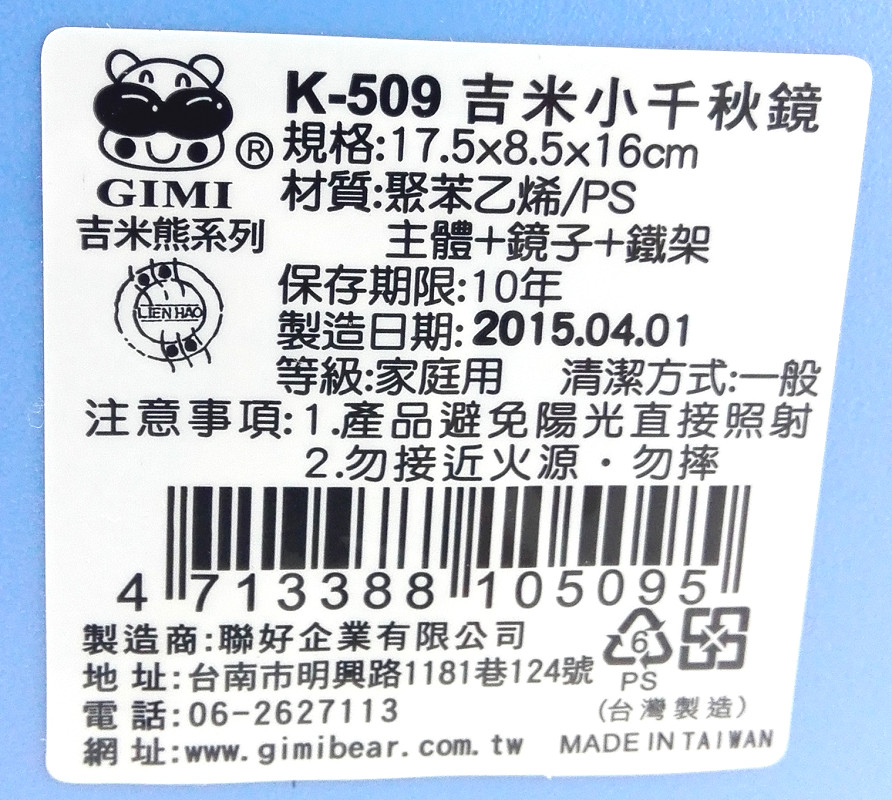 K-509 吉米小千秋鏡
規格:17.5x8.5x16cm
®
GIMI
材質:聚苯乙烯/PS
吉米熊系列
主體+鏡子+鐵架
LIEN HAO
保存期限:10年
製造日期:2015.04.01
等級:家庭用 清潔方式:一般
注意事項:1.產品避免陽光直接照射
2.勿接近火源·勿摔
4 713388 105095
製造商:聯好企業有限公司
地 址:台南市明興路1181巷124號
電 話:06-2627113
網 址:www.gimibear.com.tw
6
PS
(台灣製造)
MADE IN TAIWAN